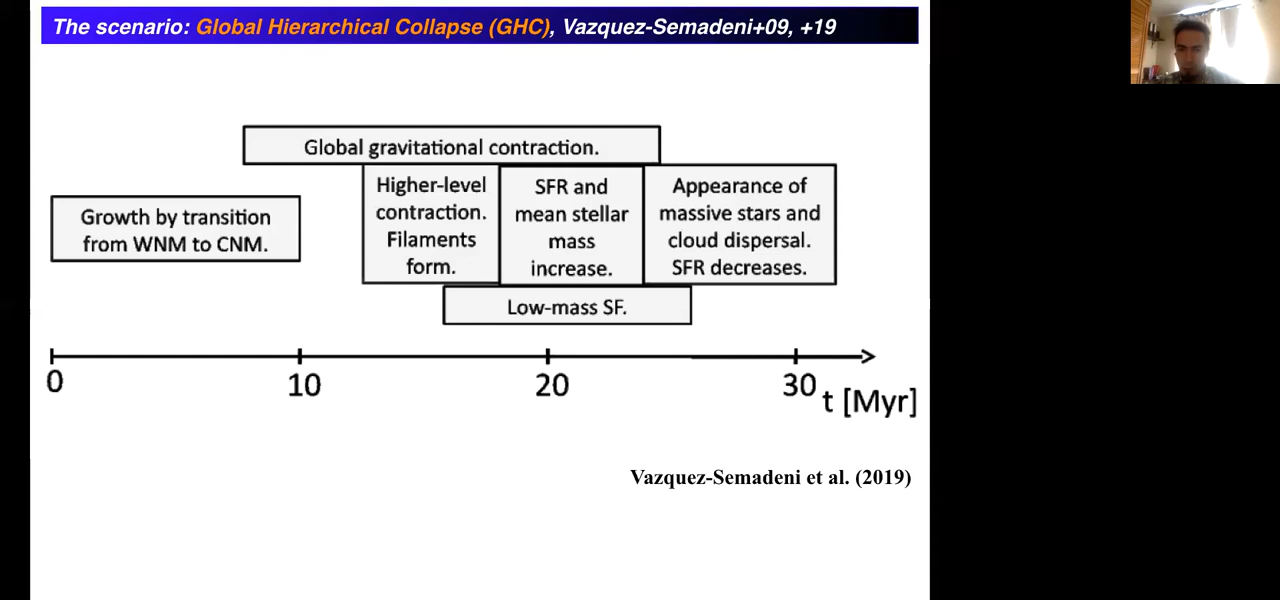 The scenario: Global Hierarchical Collapse (GHC), Vazquez-Semadeni+09, +19
Global gravitational contraction.
Growth by transition
from WNM to CNM.
Higher-level
contraction.
Filaments
form.
SFR and
mean stellar
mass
increase.
Appearance of
massive stars and
cloud dispersal.
SFR decreases.
Low-mass SF.
0 10 20 30 t [Myr]
Vazquez-Semadeni et al. (2019)